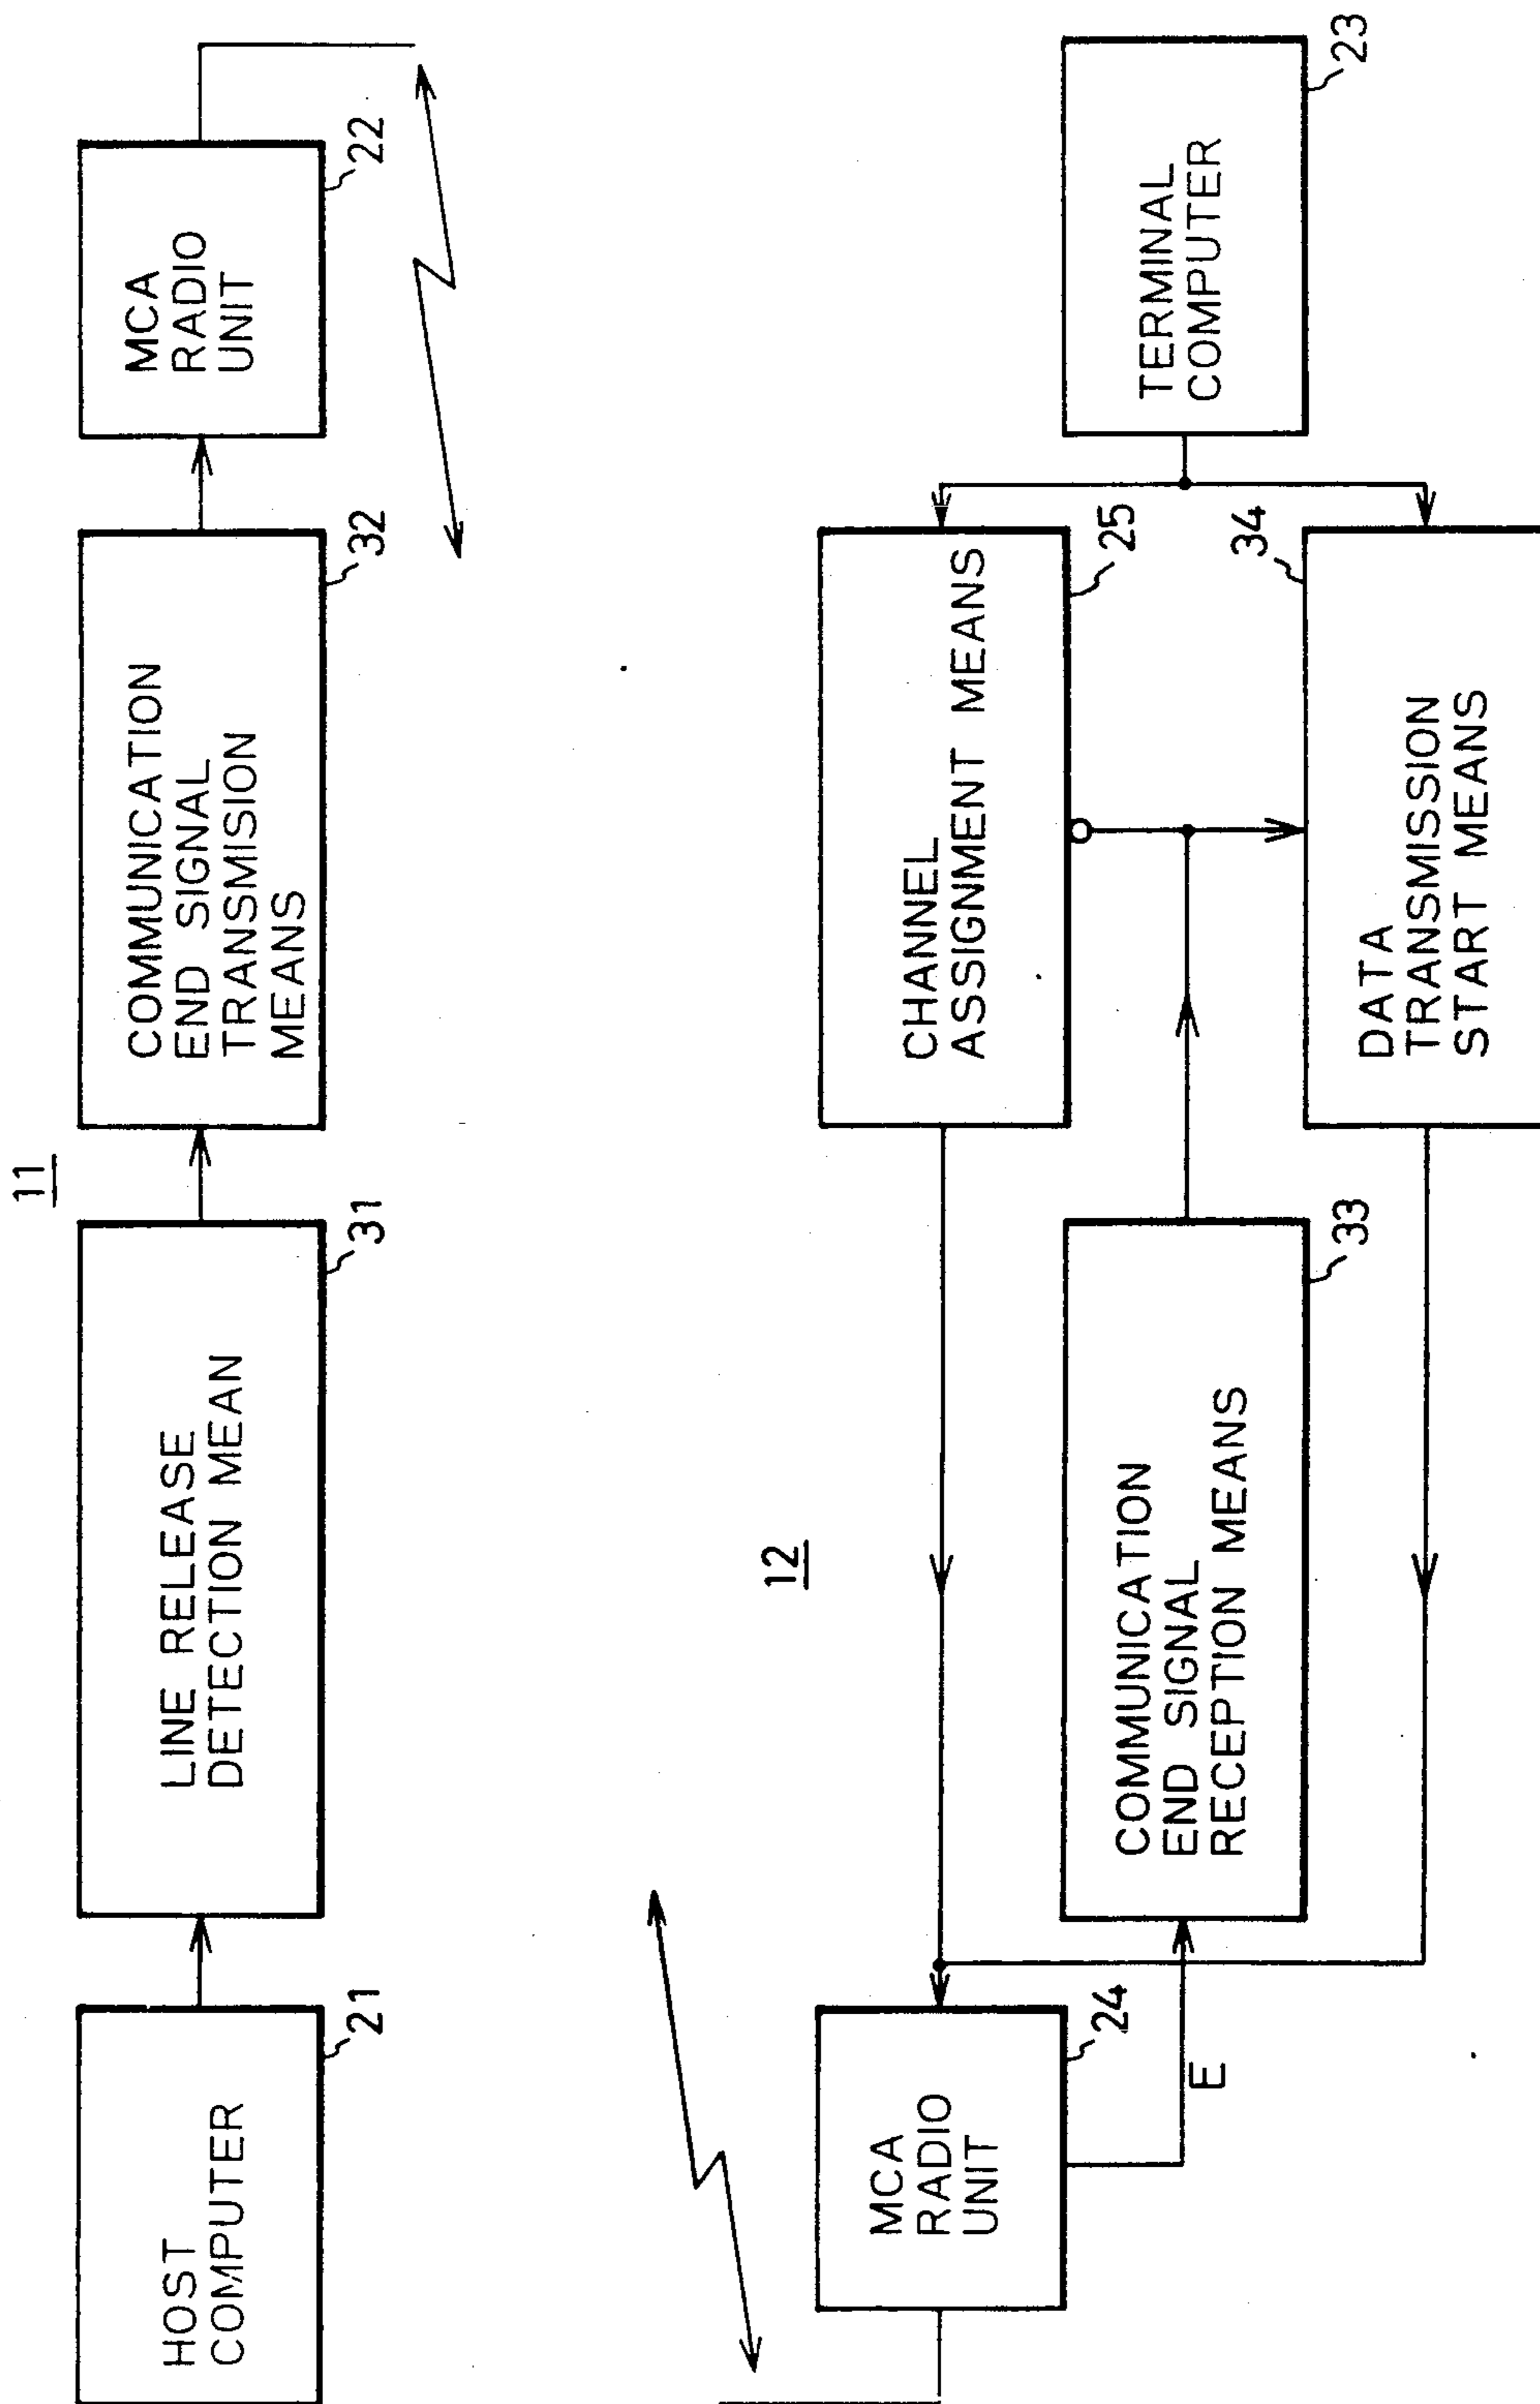 11
HOST
COMPUTER
21
LINE RELEASE
DETECTION MEAN
31
COMMUNICATION
END SIGNAL
TRANSMISION
MEANS
32
MCA
RADIO
UNIT
22
12
MCA
RADIO
UNIT
24
E
COMMUNICATION
END SIGNAL
RECEPTION MEANS
33
CHANNEL
ASSIGNMENT MEANS
25
DATA
TRANSMISSION
START MEANS
34
TERMINAL
COMPUTER
23